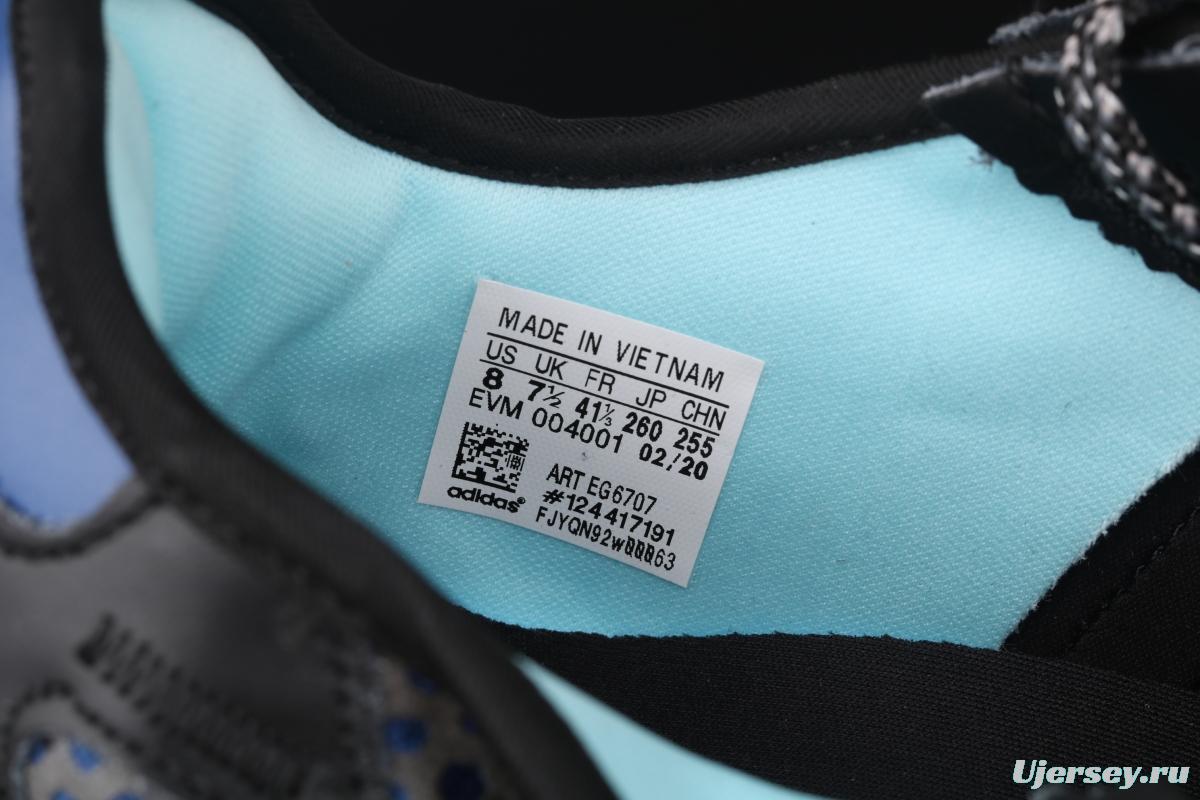 MADE IN VIETNAM
US UK FR JP CHN
8 7½ 41⅓ 260 255
EVM 004001 02/20
ART EG6707
#124417191
adidas®
Ujersey.ru